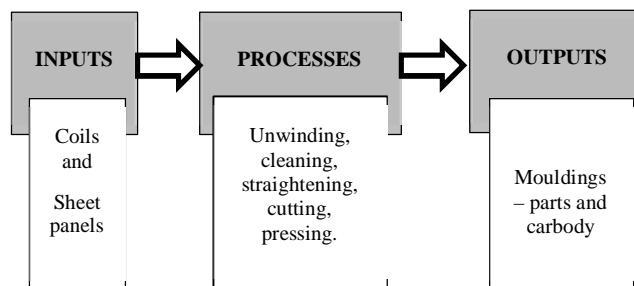 INPUTS
Coils
and
Sheet
panels
PROCESSES
Unwinding,
cleaning,
straightening,
cutting,
pressing.
OUTPUTS
Mouldings
– parts and
carbody